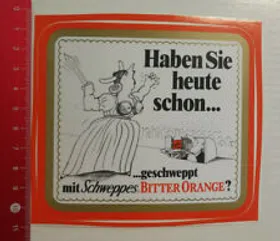 Haben Sie
heute
schon...
...geschweppt
mit Schweppes BITTER ORANGE?